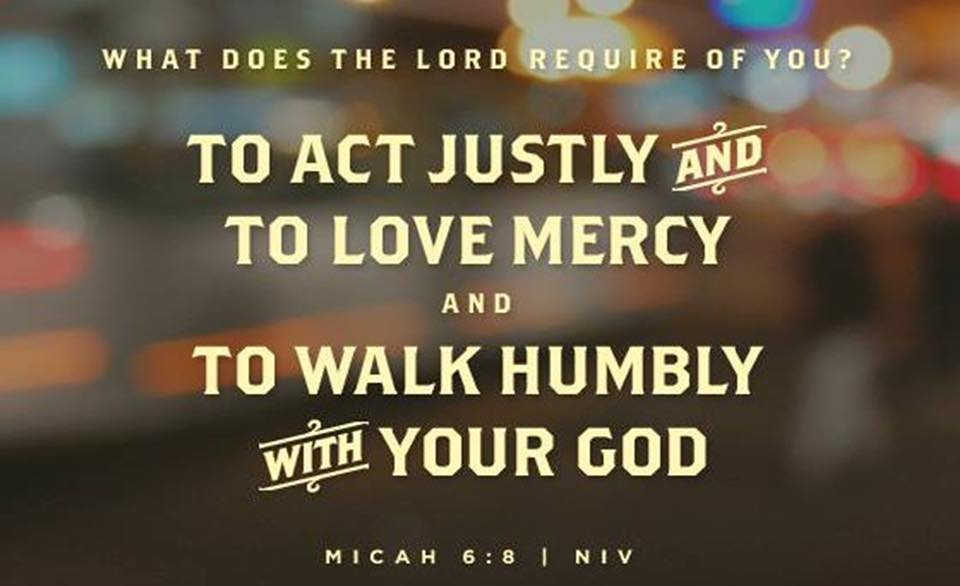 WHAT DOES THE LORD REQUIRE OF YOU?
TO ACT JUSTLY AND
TO LOVE MERCY
AND
TO WALK HUMBLY
WITH YOUR GOD
MICAH 6:8 | NIV